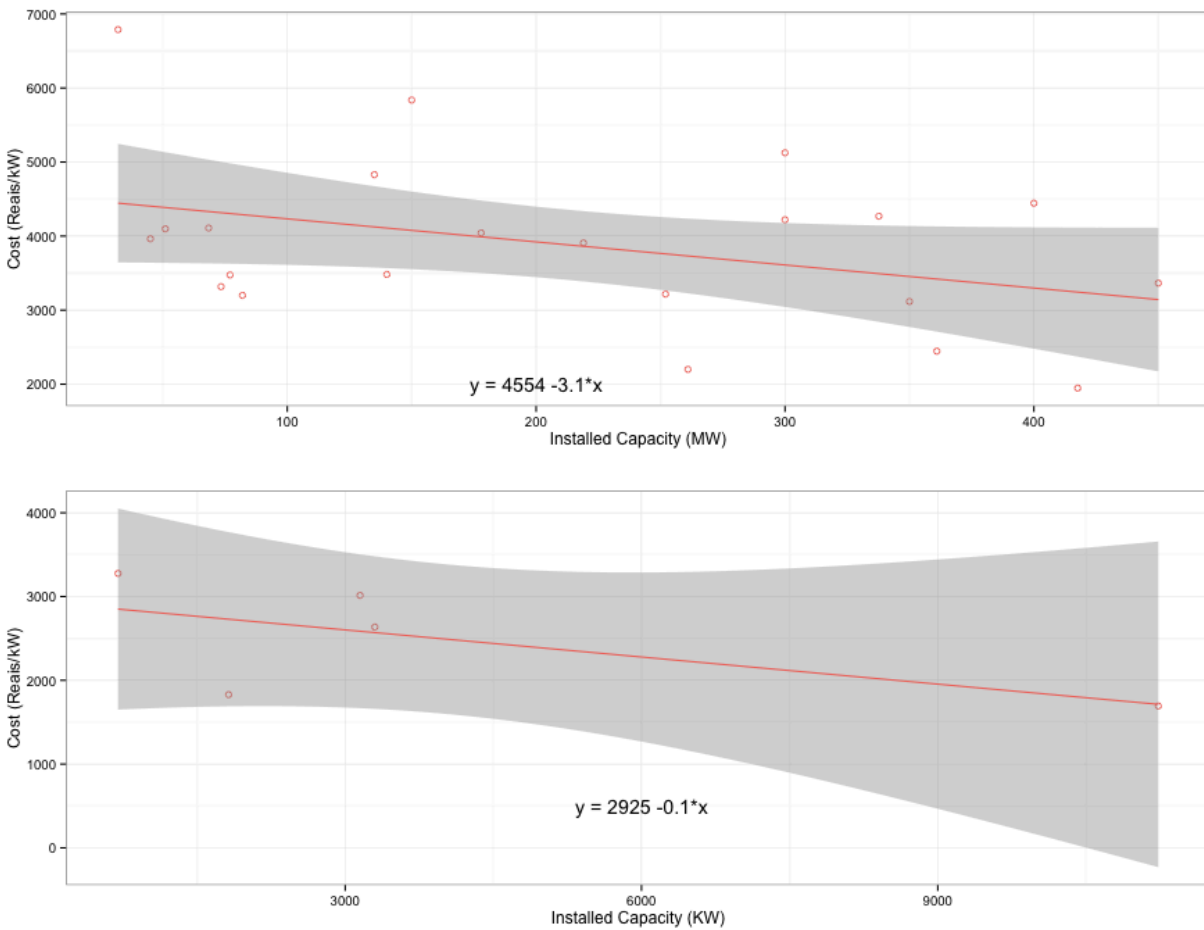 7000
6000
5000
4000
3000
2000
Cost (Reais/kW)
y = 4554 -3.1*x
100 200 300 400
Installed Capacity (MW)
4000
3000
2000
1000
0
Cost (Reais/kW)
y = 2925 -0.1*x
3000 6000 9000
Installed Capacity (KW)